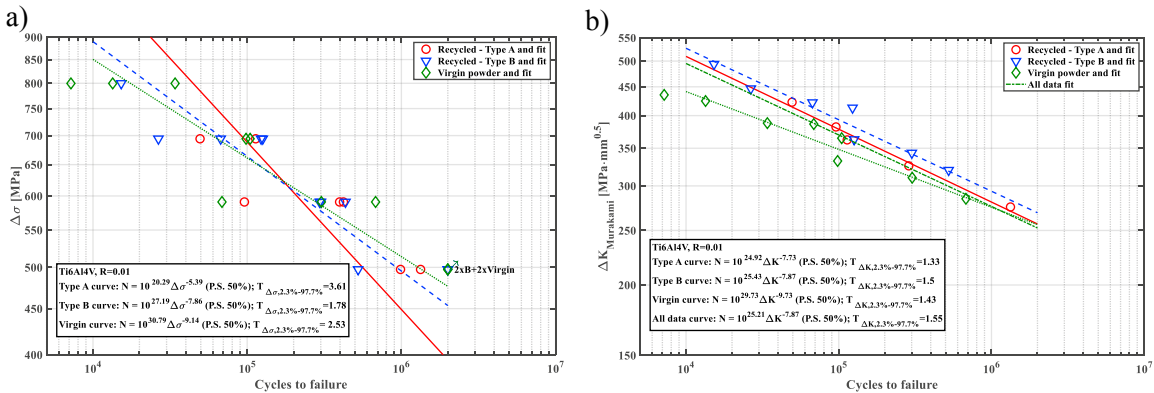 a)
900
800
700
650
600
550
500
450
400
Δσ [MPa]
Recycled - Type A and fit
Recycled - Type B and fit
Virgin powder and fit
2xB+2xVirgin
Ti6Al4V, R=0.01
Type A curve: N = 10^20.29 Δσ^-5.39 (P.S. 50%); T Δσ,2.3%-97.7% =3.61
Type B curve: N = 10^27.19 Δσ^-7.86 (P.S. 50%); T Δσ,2.3%-97.7% = 1.78
Virgin curve: N = 10^30.79 Δσ^-9.14 (P.S. 50%); T Δσ,2.3%-97.7% = 2.53
10^4 10^5 10^6 10^7
Cycles to failure
b)
550
500
450
400
350
300
250
200
150
ΔK_Murakami [MPa·mm^0.5]
Recycled - Type A and fit
Recycled - Type B and fit
Virgin powder and fit
All data fit
Ti6Al4V, R=0.01
Type A curve: N = 10^24.92 ΔK^-7.73 (P.S. 50%); T ΔK,2.3%-97.7% =1.33
Type B curve: N = 10^25.43 ΔK^-7.87 (P.S. 50%); T ΔK,2.3%-97.7% =1.5
Virgin curve: N = 10^29.73 ΔK^-9.73 (P.S. 50%); T ΔK,2.3%-97.7% =1.43
All data curve: N = 10^25.21 ΔK^-7.87 (P.S. 50%); T ΔK,2.3%-97.7% =1.55
10^4 10^5 10^6 10^7
Cycles to failure